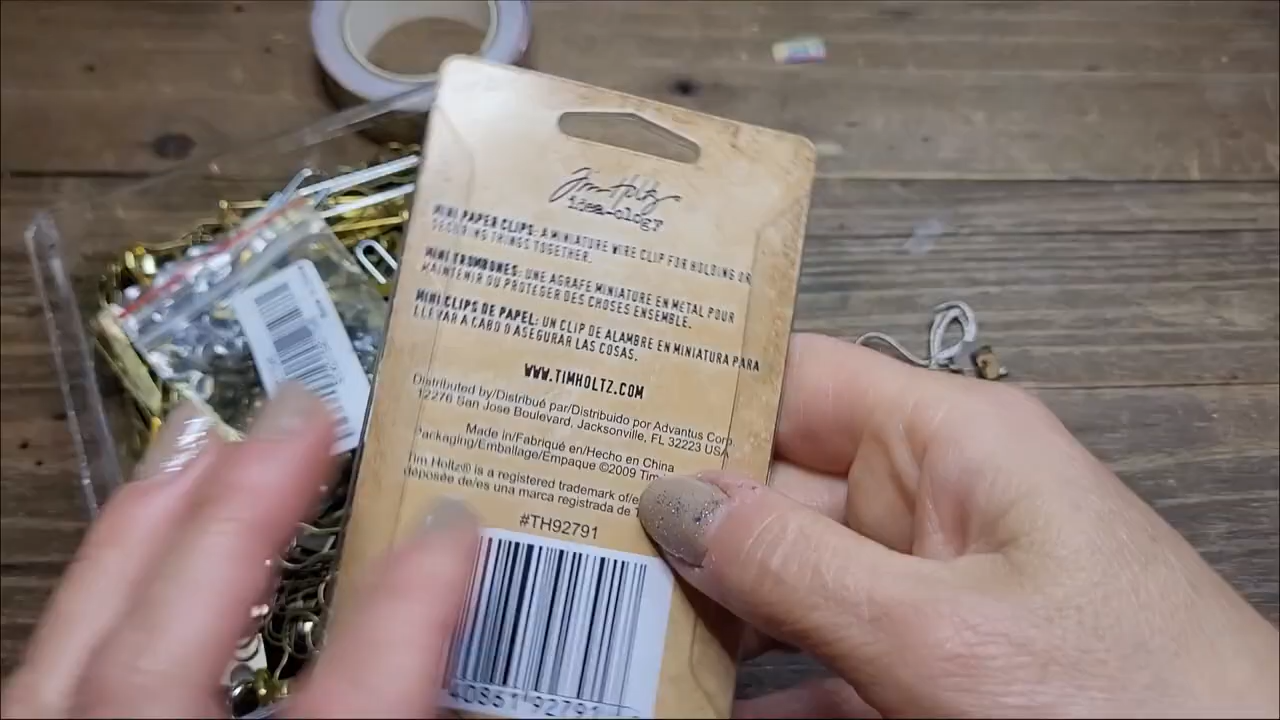 Tim Holtz
idea-ology
MINI PAPER CLIPS: A MINIATURE WIRE CLIP FOR HOLDING OR
SECURING THINGS TOGETHER.
MINI TROMBONES: UNE AGRAFE MINIATURE EN METAL POUR
MAINTENIR OU PROTEGER DES CHOSES ENSEMBLE.
MINI CLIPS DE PAPEL: UN CLIP DE ALAMBRE EN MINIATURA PARA
LLEVAR A CABO O ASEGURAR LAS COSAS.
WWW.TIMHOLTZ.COM
Distributed by/Distribué par/Distribuido por Advantus Corp.
12276 San Jose Boulevard, Jacksonville, FL 32223 USA
Made in/Fabriqué en/Hecho en China
Packaging/Emballage/Empaque ©2009 Tim
Tim Holtz® is a registered trademark of/e
déposée de/es una marca registrada de T
#TH92791
40861 92791